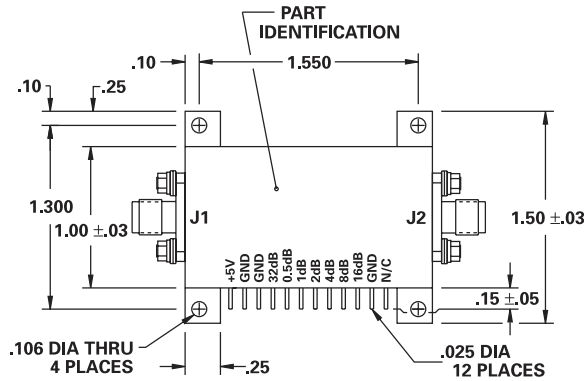 PART
IDENTIFICATION
.10
1.550
.10
.25
1.300
1.00 ±.03
J1
J2
1.50 ±.03
+5V
GND
GND
32dB
0.5dB
1dB
2dB
4dB
8dB
16dB
GND
N/C
.15 ±.05
.106 DIA THRU
4 PLACES
.25
.025 DIA
12 PLACES